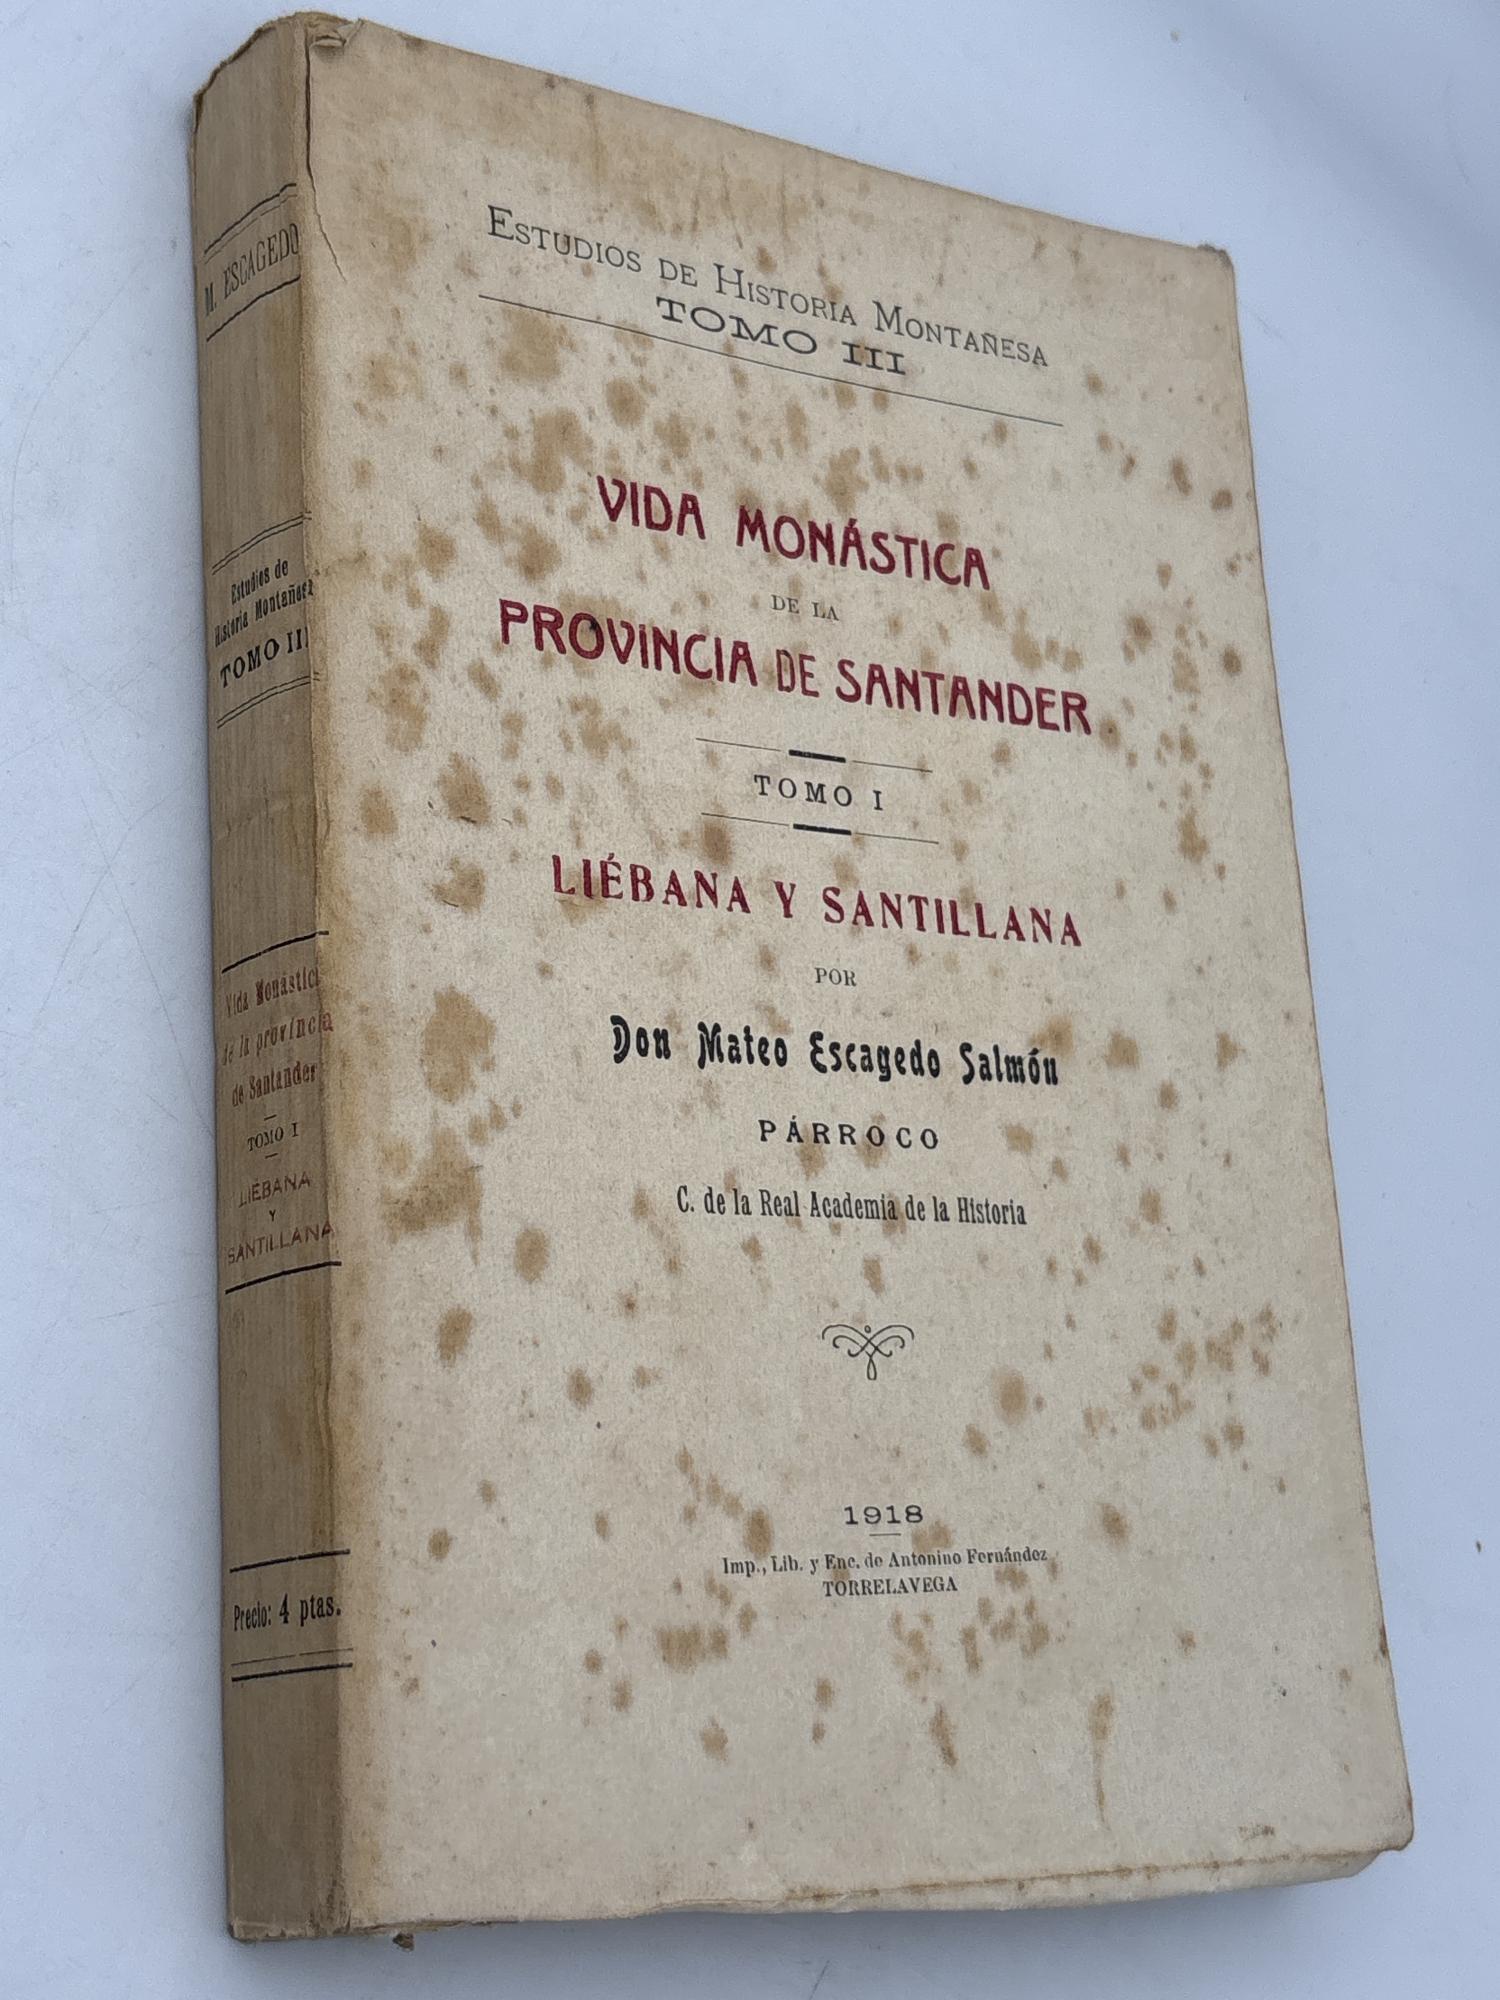 M. ESCAGEDO
Estudios de
Historia Montañesa
TOMO III
Vida Monástica
de la provincia
de Santander
TOMO I
LIÉBANA
Y
SANTILLANA
Precio: 4 ptas.
ESTUDIOS DE HISTORIA MONTAÑESA
TOMO III
VIDA MONÁSTICA
DE LA
PROVINCIA DE SANTANDER
TOMO I
LIÉBANA Y SANTILLANA
POR
Don Mateo Escagedo Salmón
PÁRROCO
C. de la Real Academia de la Historia
1918
Imp., Lib. y Enc. de Antonino Fernández
TORRELAVEGA